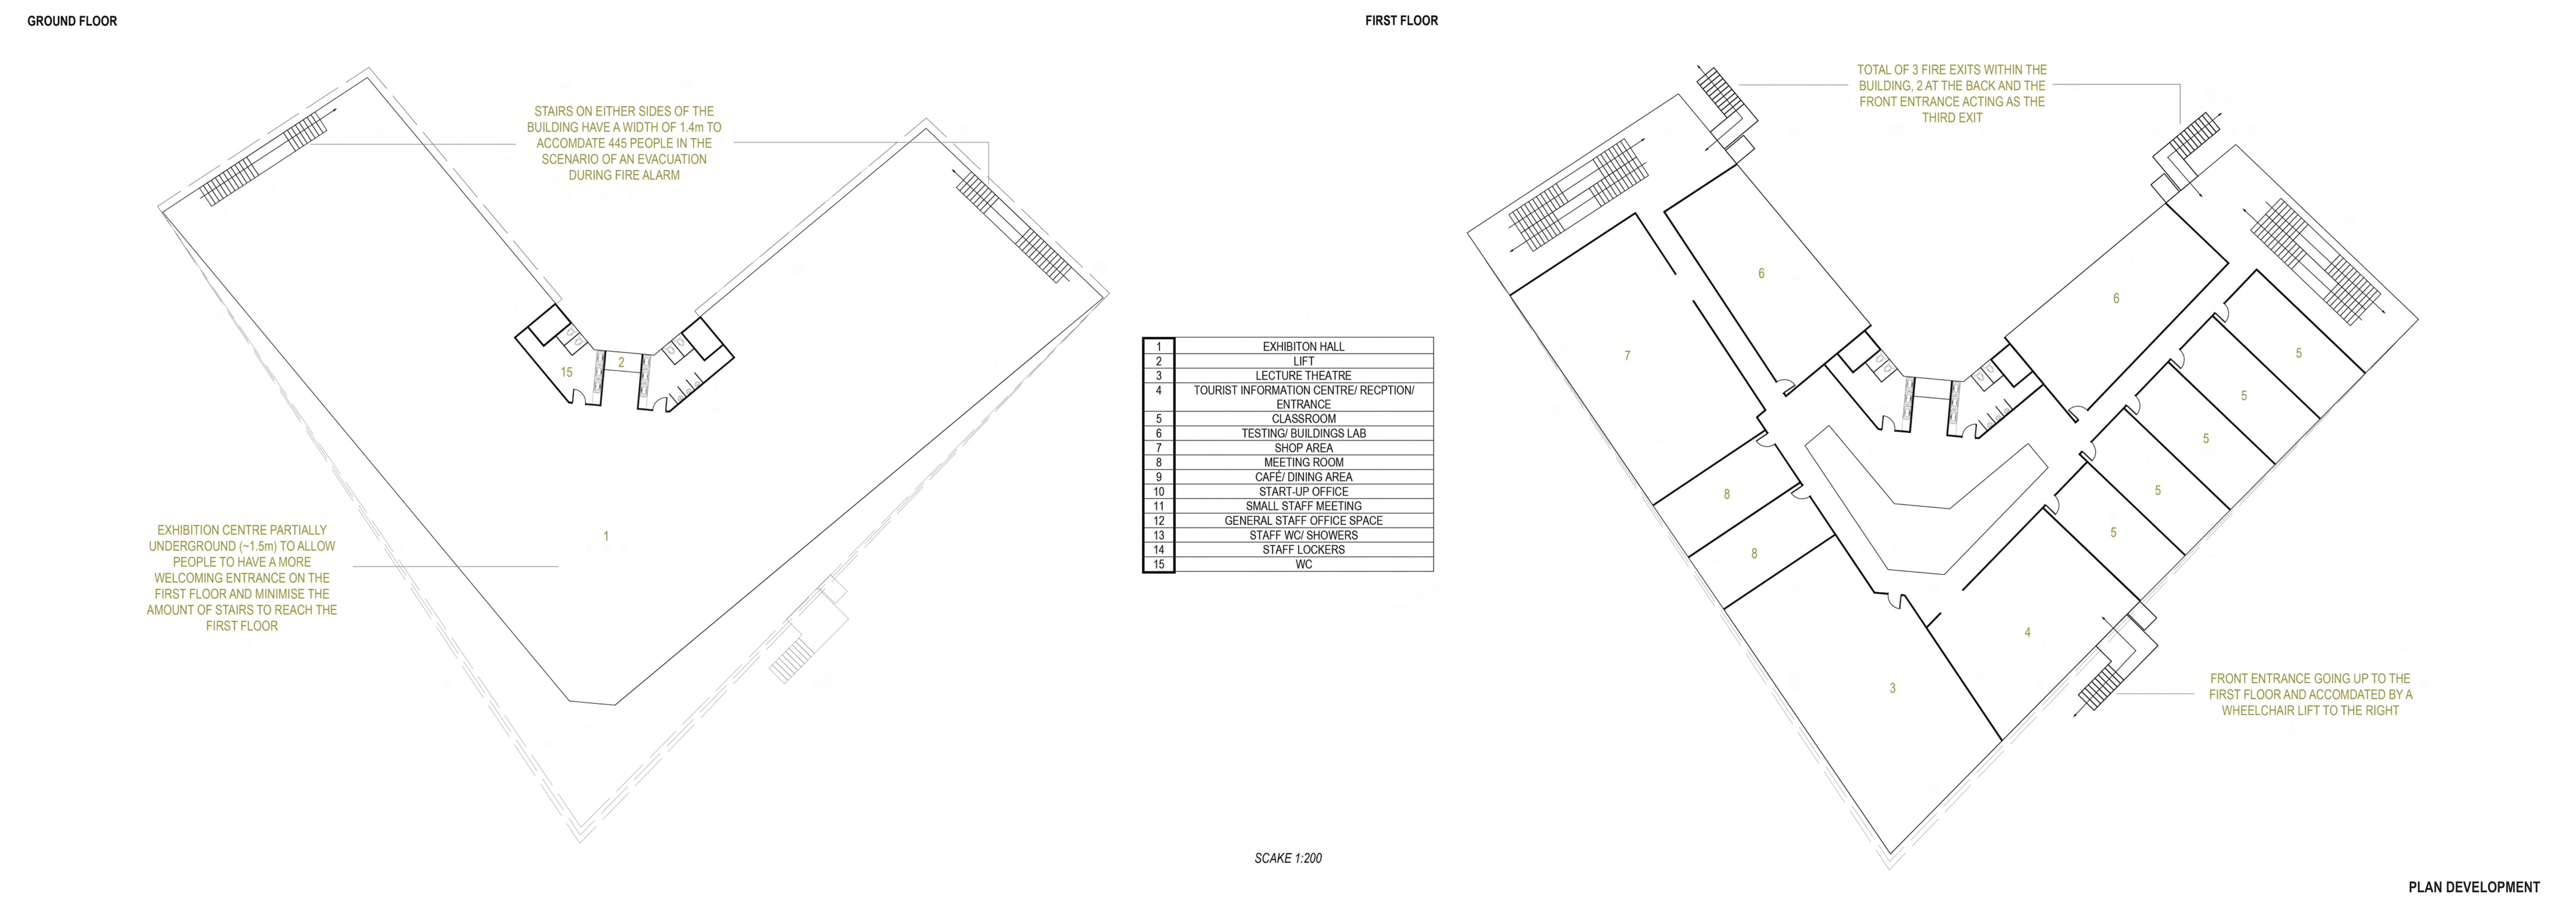 GROUND FLOOR
FIRST FLOOR
STAIRS ON EITHER SIDES OF THE
BUILDING HAVE A WIDTH OF 1.4m TO
ACCOMDATE 445 PEOPLE IN THE
SCENARIO OF AN EVACUATION
DURING FIRE ALARM
TOTAL OF 3 FIRE EXITS WITHIN THE
BUILDING, 2 AT THE BACK AND THE
FRONT ENTRANCE ACTING AS THE
THIRD EXIT
2
15
1
EXHIBITION CENTRE PARTIALLY
UNDERGROUND (~1.5m) TO ALLOW
PEOPLE TO HAVE A MORE
WELCOMING ENTRANCE ON THE
FIRST FLOOR AND MINIMISE THE
AMOUNT OF STAIRS TO REACH THE
FIRST FLOOR
1 EXHIBITON HALL
2 LIFT
3 LECTURE THEATRE
4 TOURIST INFORMATION CENTRE/ RECPTION/
ENTRANCE
5 CLASSROOM
6 TESTING/ BUILDINGS LAB
7 SHOP AREA
8 MEETING ROOM
9 CAFÉ/ DINING AREA
10 START-UP OFFICE
11 SMALL STAFF MEETING
12 GENERAL STAFF OFFICE SPACE
13 STAFF WC/ SHOWERS
14 STAFF LOCKERS
15 WC
6
6
7
5
5
5
5
5
8
8
4
3
FRONT ENTRANCE GOING UP TO THE
FIRST FLOOR AND ACCOMDATED BY A
WHEELCHAIR LIFT TO THE RIGHT
SCAKE 1:200
PLAN DEVELOPMENT